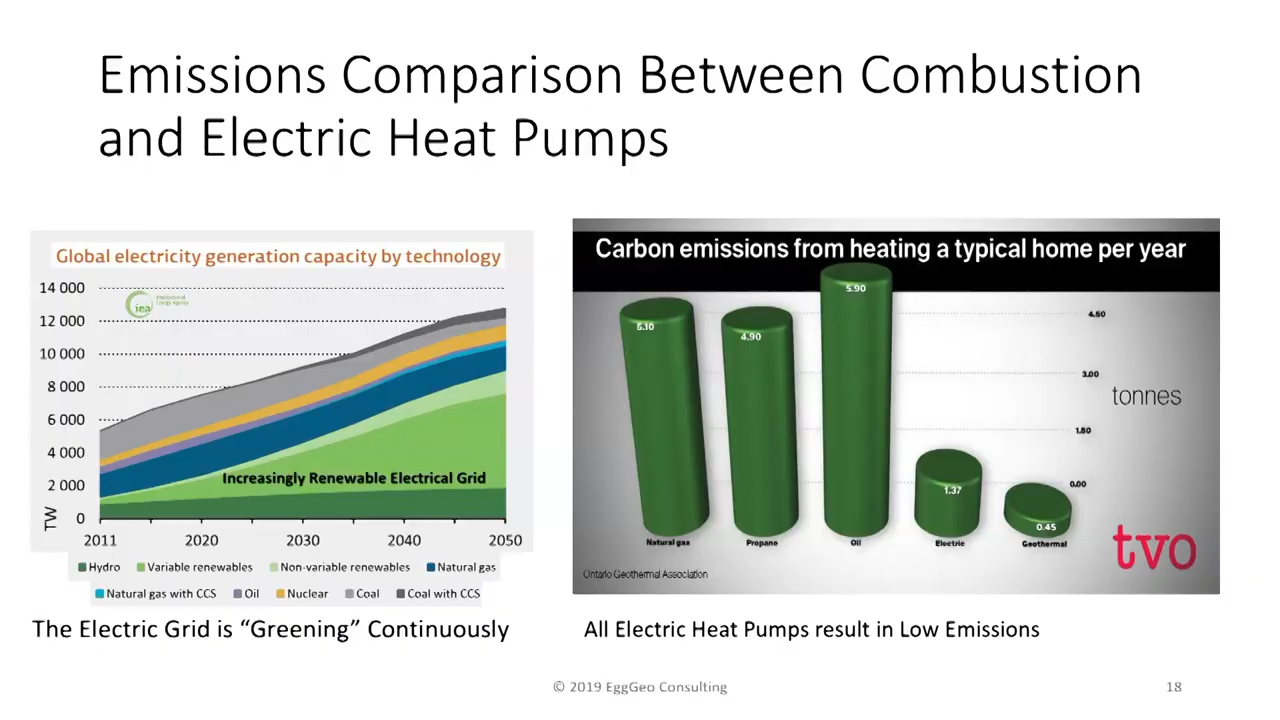 Emissions Comparison Between Combustion
and Electric Heat Pumps
Global electricity generation capacity by technology
14 000
12 000
10 000
8 000
6 000
4 000
2 000
0
TW
iea
International
Energy Agency
Increasingly Renewable Electrical Grid
2011 2020 2030 2040 2050
Hydro Variable renewables Non-variable renewables Natural gas
Natural gas with CCS Oil Nuclear Coal Coal with CCS
The Electric Grid is “Greening” Continuously
Carbon emissions from heating a typical home per year
5.10
4.90
5.90
1.37
0.45
4.50
3.00
1.50
0.00
tonnes
Natural gas Propane Oil Electric Geothermal
Ontario Geothermal Association
tvo
All Electric Heat Pumps result in Low Emissions
© 2019 EggGeo Consulting
18